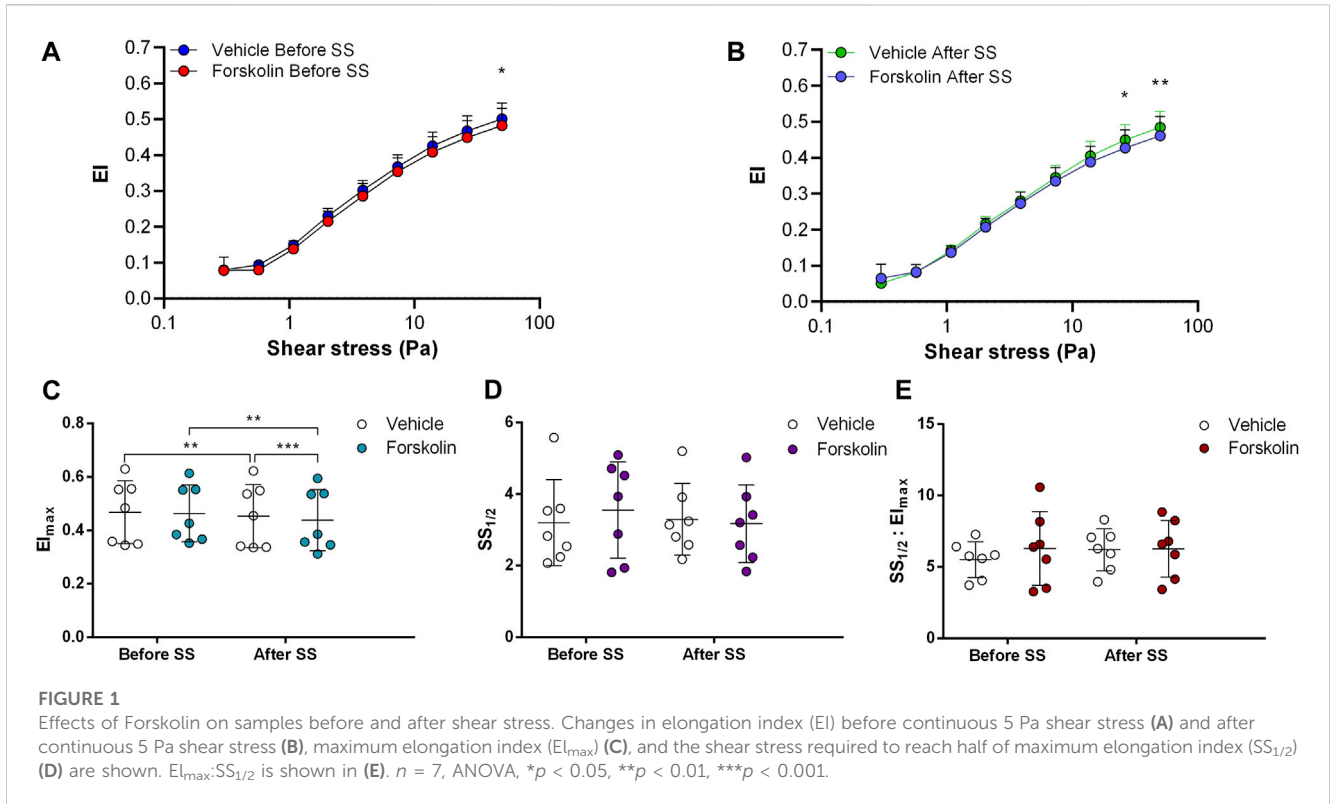 A
Vehicle Before SS
Forskolin Before SS
*
EI
0.7
0.6
0.5
0.4
0.3
0.2
0.1
0.0
0.1
1
10
100
Shear stress (Pa)
B
Vehicle After SS
Forskolin After SS
*
**
EI
0.7
0.6
0.5
0.4
0.3
0.2
0.1
0.0
0.1
1
10
100
Shear stress (Pa)
C
Vehicle
Forskolin
**
**
***
EImax
0.8
0.6
0.4
0.2
0.0
Before SS
After SS
D
Vehicle
Forskolin
SS1/2
6
4
2
0
Before SS
After SS
E
Vehicle
Forskolin
SS1/2 : EImax
15
10
5
0
Before SS
After SS
FIGURE 1
Effects of Forskolin on samples before and after shear stress. Changes in elongation index (EI) before continuous 5 Pa shear stress (A) and after
continuous 5 Pa shear stress (B), maximum elongation index (EImax) (C), and the shear stress required to reach half of maximum elongation index (SS1/2)
(D) are shown. EImax:SS1/2 is shown in (E). n = 7, ANOVA, *p < 0.05, **p < 0.01, ***p < 0.001.